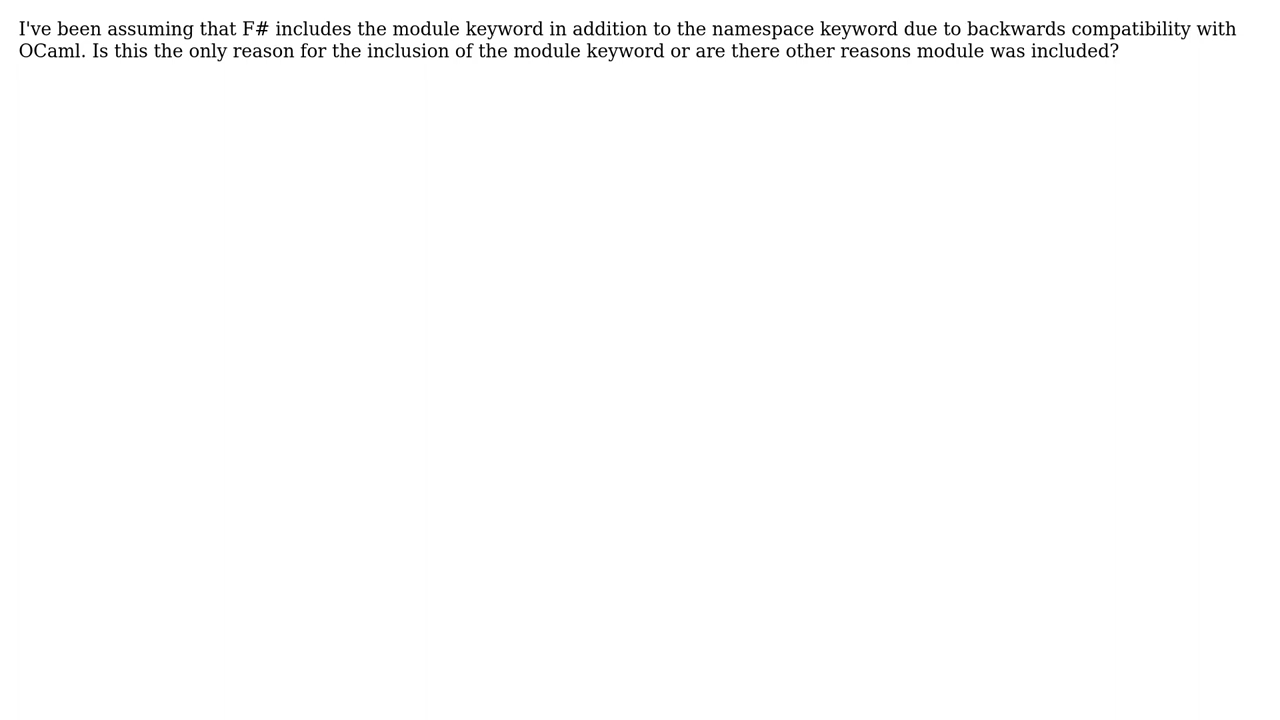 I've been assuming that F# includes the module keyword in addition to the namespace keyword due to backwards compatibility with
OCaml. Is this the only reason for the inclusion of the module keyword or are there other reasons module was included?